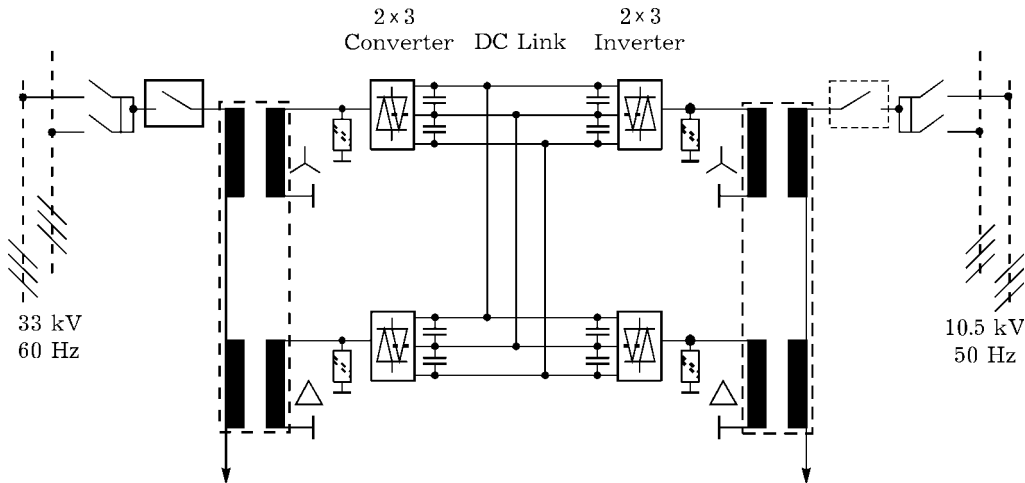 2×3
Converter
DC Link
2×3
Inverter
33 kV
60 Hz
10.5 kV
50 Hz